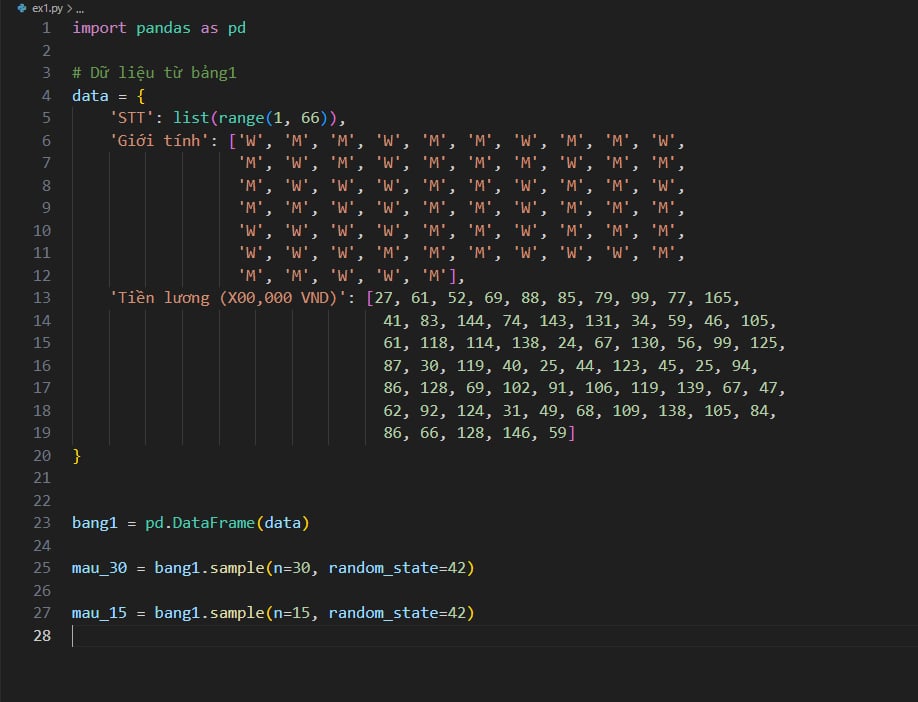 ex1.py > ...
1 import pandas as pd
2
3 # Dữ liệu từ bảng1
4 data = {
5     'STT': list(range(1, 66)),
6     'Giới tính': ['W', 'M', 'M', 'W', 'M', 'M', 'W', 'M', 'M', 'W',
7                   'M', 'W', 'M', 'W', 'M', 'M', 'M', 'W', 'M', 'M',
8                   'M', 'W', 'W', 'W', 'M', 'M', 'W', 'M', 'M', 'W',
9                   'M', 'M', 'W', 'W', 'M', 'M', 'W', 'M', 'M', 'M',
10                  'W', 'W', 'W', 'W', 'M', 'M', 'W', 'M', 'M', 'M',
11                  'W', 'W', 'W', 'M', 'M', 'M', 'W', 'W', 'W', 'M',
12                  'M', 'M', 'W', 'W', 'M'],
13    'Tiền lương (X00,000 VND)': [27, 61, 52, 69, 88, 85, 79, 99, 77, 165,
14                                  41, 83, 144, 74, 143, 131, 34, 59, 46, 105,
15                                  61, 118, 114, 138, 24, 67, 130, 56, 99, 125,
16                                  87, 30, 119, 40, 25, 44, 123, 45, 25, 94,
17                                  86, 128, 69, 102, 91, 106, 119, 139, 67, 47,
18                                  62, 92, 124, 31, 49, 68, 109, 138, 105, 84,
19                                  86, 66, 128, 146, 59]
20 }
21
22
23 bang1 = pd.DataFrame(data)
24
25 mau_30 = bang1.sample(n=30, random_state=42)
26
27 mau_15 = bang1.sample(n=15, random_state=42)
28